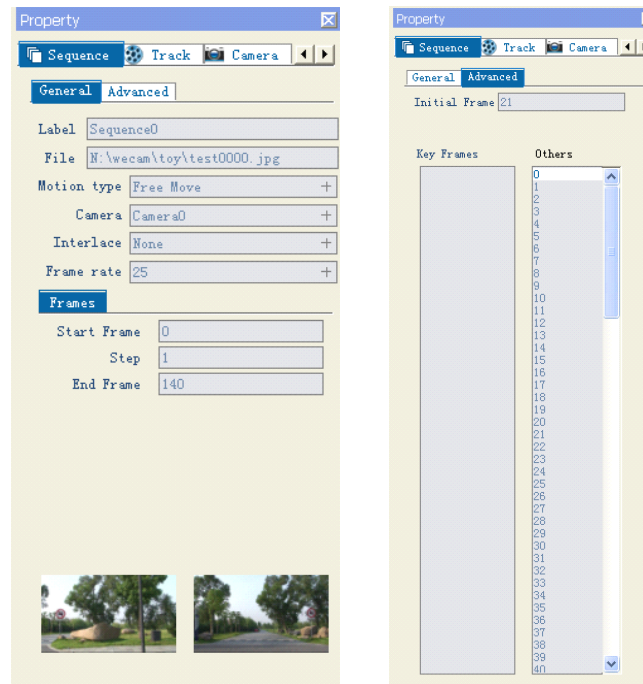 Property
Sequence Track Camera
General Advanced
Label Sequence0
File N:\wecam\toy\test0000.jpg
Motion type Free Move +
Camera Camera0 +
Interlace None +
Frame rate 25 +
Frames
Start Frame 0
Step 1
End Frame 140
Property
Sequence Track Camera
General Advanced
Initial Frame 21
Key Frames Others
0
1
2
3
4
5
6
7
8
9
10
11
12
13
14
15
16
17
18
19
20
21
22
23
24
25
26
27
28
29
30
31
32
33
34
35
36
37
38
39
40